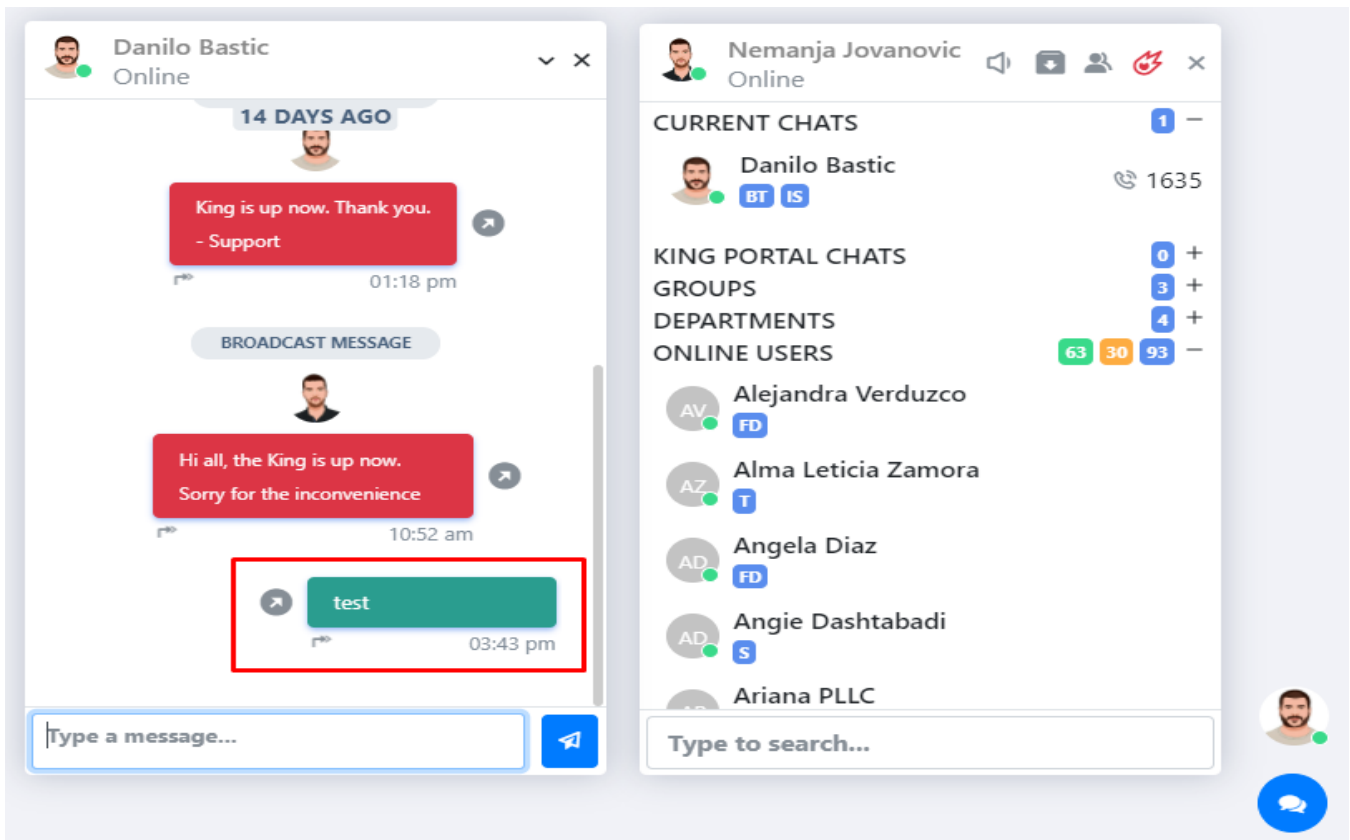 Danilo Bastic
Online
14 DAYS AGO
King is up now. Thank you.
- Support
01:18 pm
BROADCAST MESSAGE
Hi all, the King is up now.
Sorry for the inconvenience
10:52 am
test
03:43 pm
Type a message...
Nemanja Jovanovic
Online
CURRENT CHATS 1
Danilo Bastic
BT IS
1635
KING PORTAL CHATS 0
GROUPS 3
DEPARTMENTS 4
ONLINE USERS 63 30 93
AV
Alejandra Verduzco
FD
AZ
Alma Leticia Zamora
T
AD
Angela Diaz
FD
AD
Angie Dashtabadi
S
Ariana PLLC
Type to search...